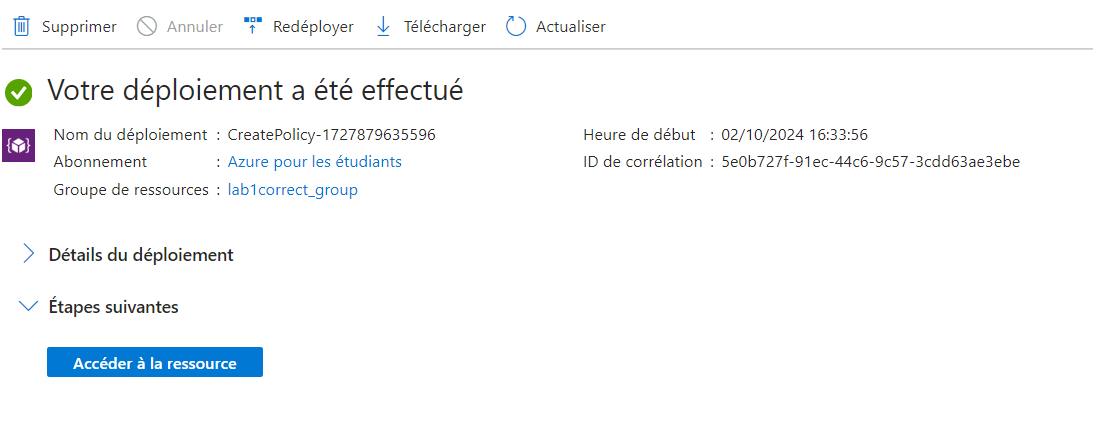 Supprimer Annuler Redéployer Télécharger Actualiser
Votre déploiement a été effectué
Nom du déploiement : CreatePolicy-1727879635596
Heure de début : 02/10/2024 16:33:56
Abonnement : Azure pour les étudiants
ID de corrélation : 5e0b727f-91ec-44c6-9c57-3cdd63ae3ebe
Groupe de ressources : lab1correct_group
Détails du déploiement
Étapes suivantes
Accéder à la ressource